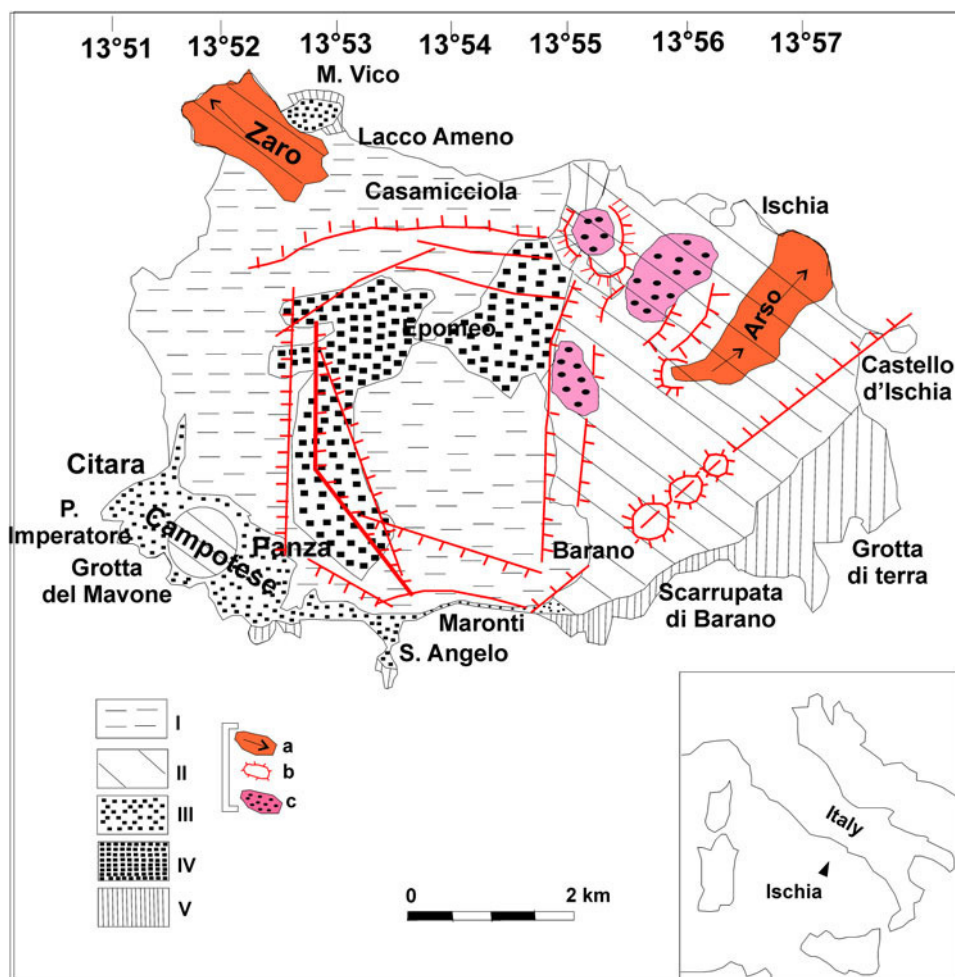 13°51 13°52 13°53 13°54 13°55 13°56 13°57
M. Vico
Zaro
Lacco Ameno
Casamicciola
Ischia
Epomeo
Arso
Castello
d'Ischia
Citara
P.
Imperatore
Campotese
Panza
Grotta
del Mavone
Barano
Grotta
di terra
Scarrupata
di Barano
Maronti
S. Angelo
I
II
III
IV
V
a
b
c
0 2 km
Italy
Ischia